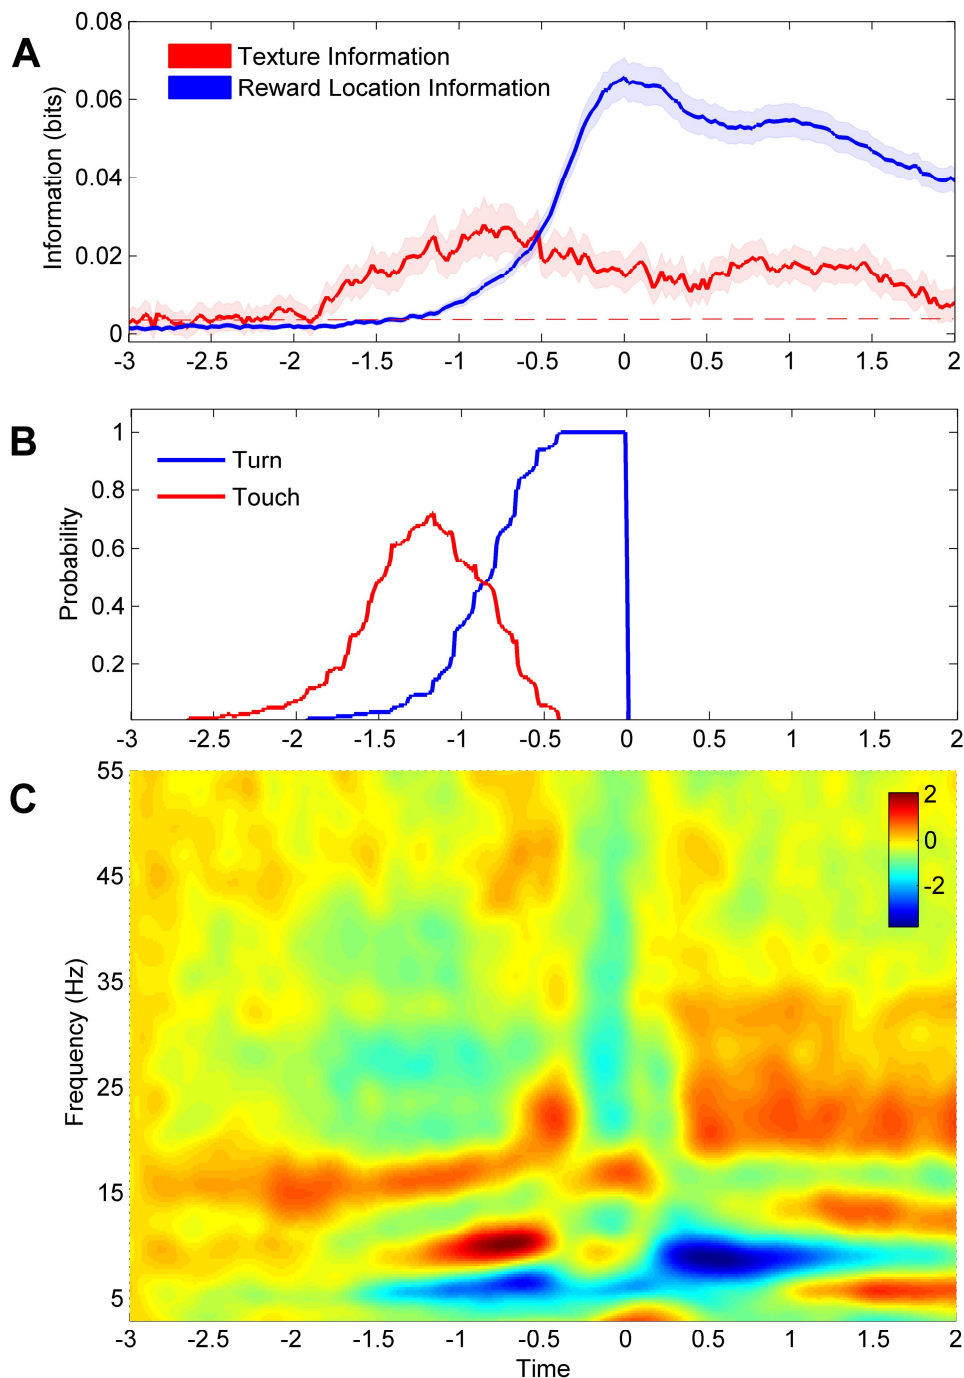 A
Information (bits)
0.08
0.06
0.04
0.02
0
Texture Information
Reward Location Information
-3 -2.5 -2 -1.5 -1 -0.5 0 0.5 1 1.5 2
B
Probability
1
0.8
0.6
0.4
0.2
Turn
Touch
-3 -2.5 -2 -1.5 -1 -0.5 0 0.5 1 1.5 2
C
Frequency (Hz)
55
45
35
25
15
5
2
0
-2
-3 -2.5 -2 -1.5 -1 -0.5 0 0.5 1 1.5 2
Time